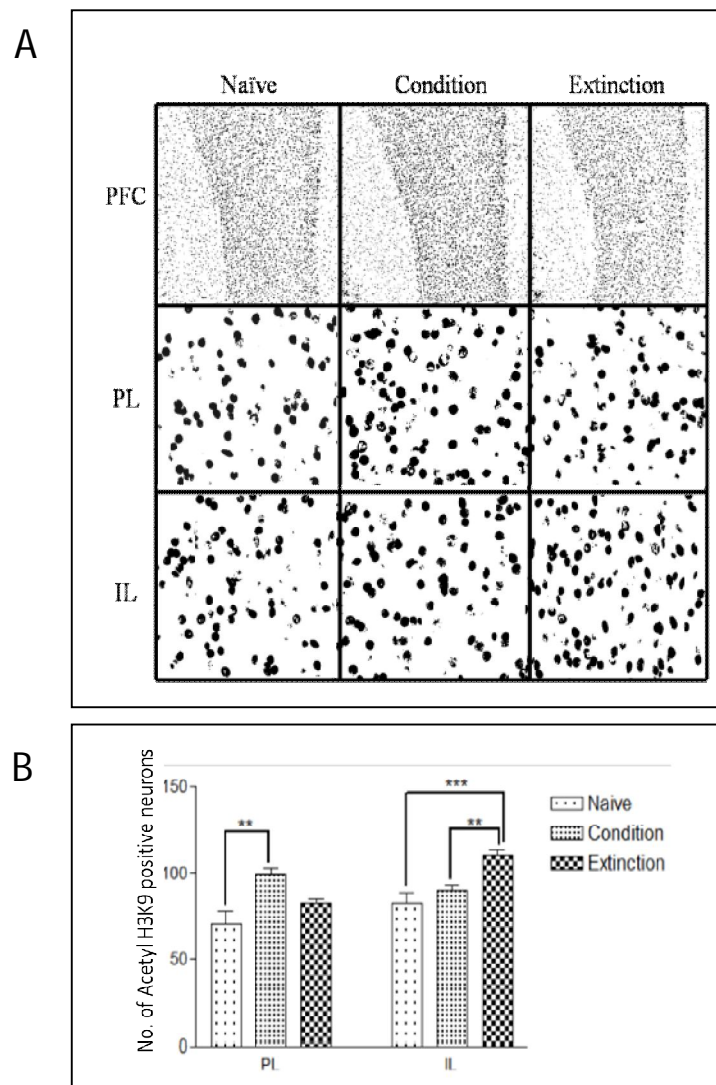 A
Naïve Condition Extinction
PFC
PL
IL
B
No. of Acetyl H3K9 positive neurons
150
100
50
0
** *** **
PL IL
Naive
Condition
Extinction